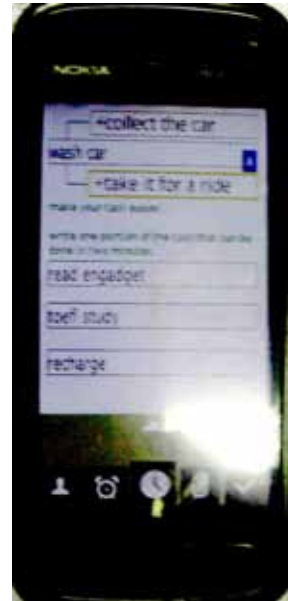 NOKIA
+collect the car
wash car
x
+take it for a ride
make your task easier
write one portion of the task that can be
done in two minutes.
read engadget
toefl study
recharge